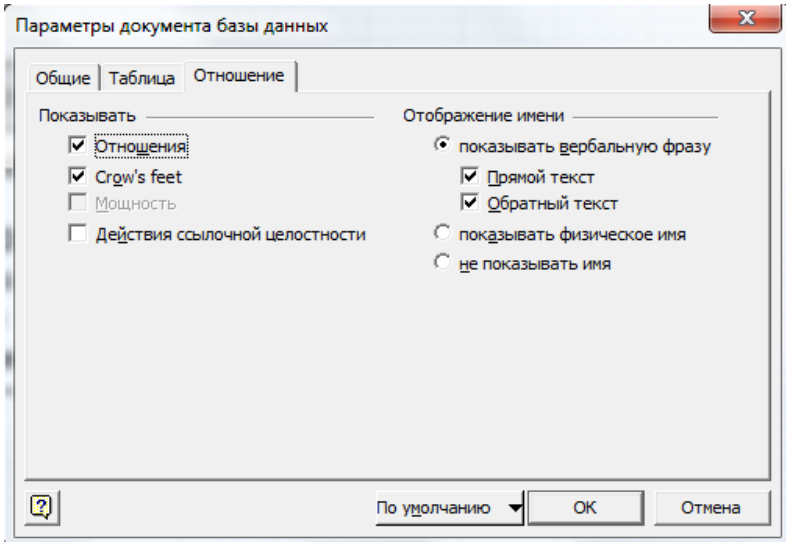 Параметры документа базы данных
Общие Таблица Отношение
Показывать
Отношения
Crow's feet
Мощность
Действия ссылочной целостности
Отображение имени
показывать вербальную фразу
Прямой текст
Обратный текст
показывать физическое имя
не показывать имя
По умолчанию OK Отмена